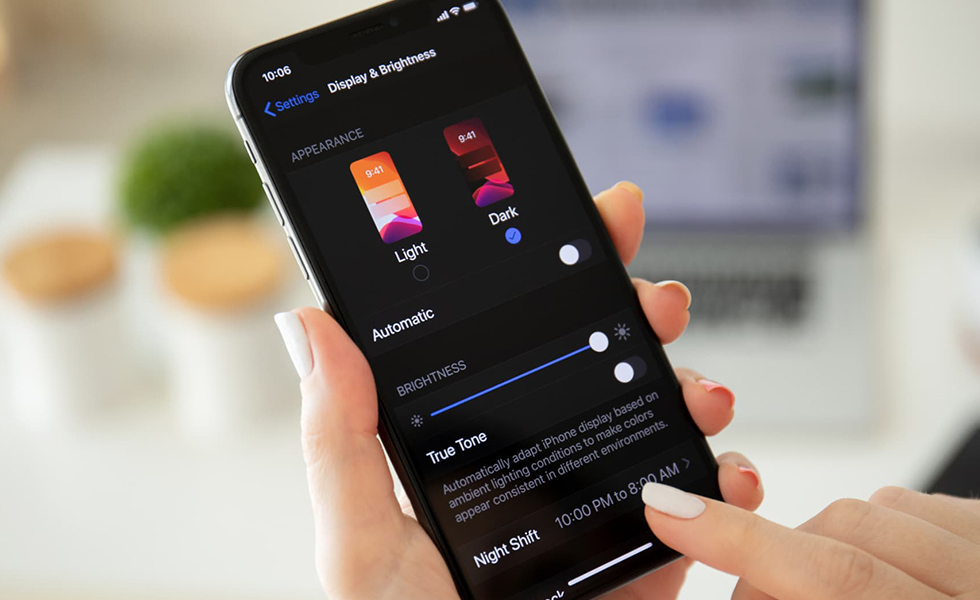 10:06
Settings
Display & Brightness
APPEARANCE
9:41
9:41
Light
Dark
Automatic
BRIGHTNESS
True Tone
Automatically adapt iPhone display based on
ambient lighting conditions to make colors
appear consistent in different environments.
Night Shift
10:00 PM to 8:00 AM